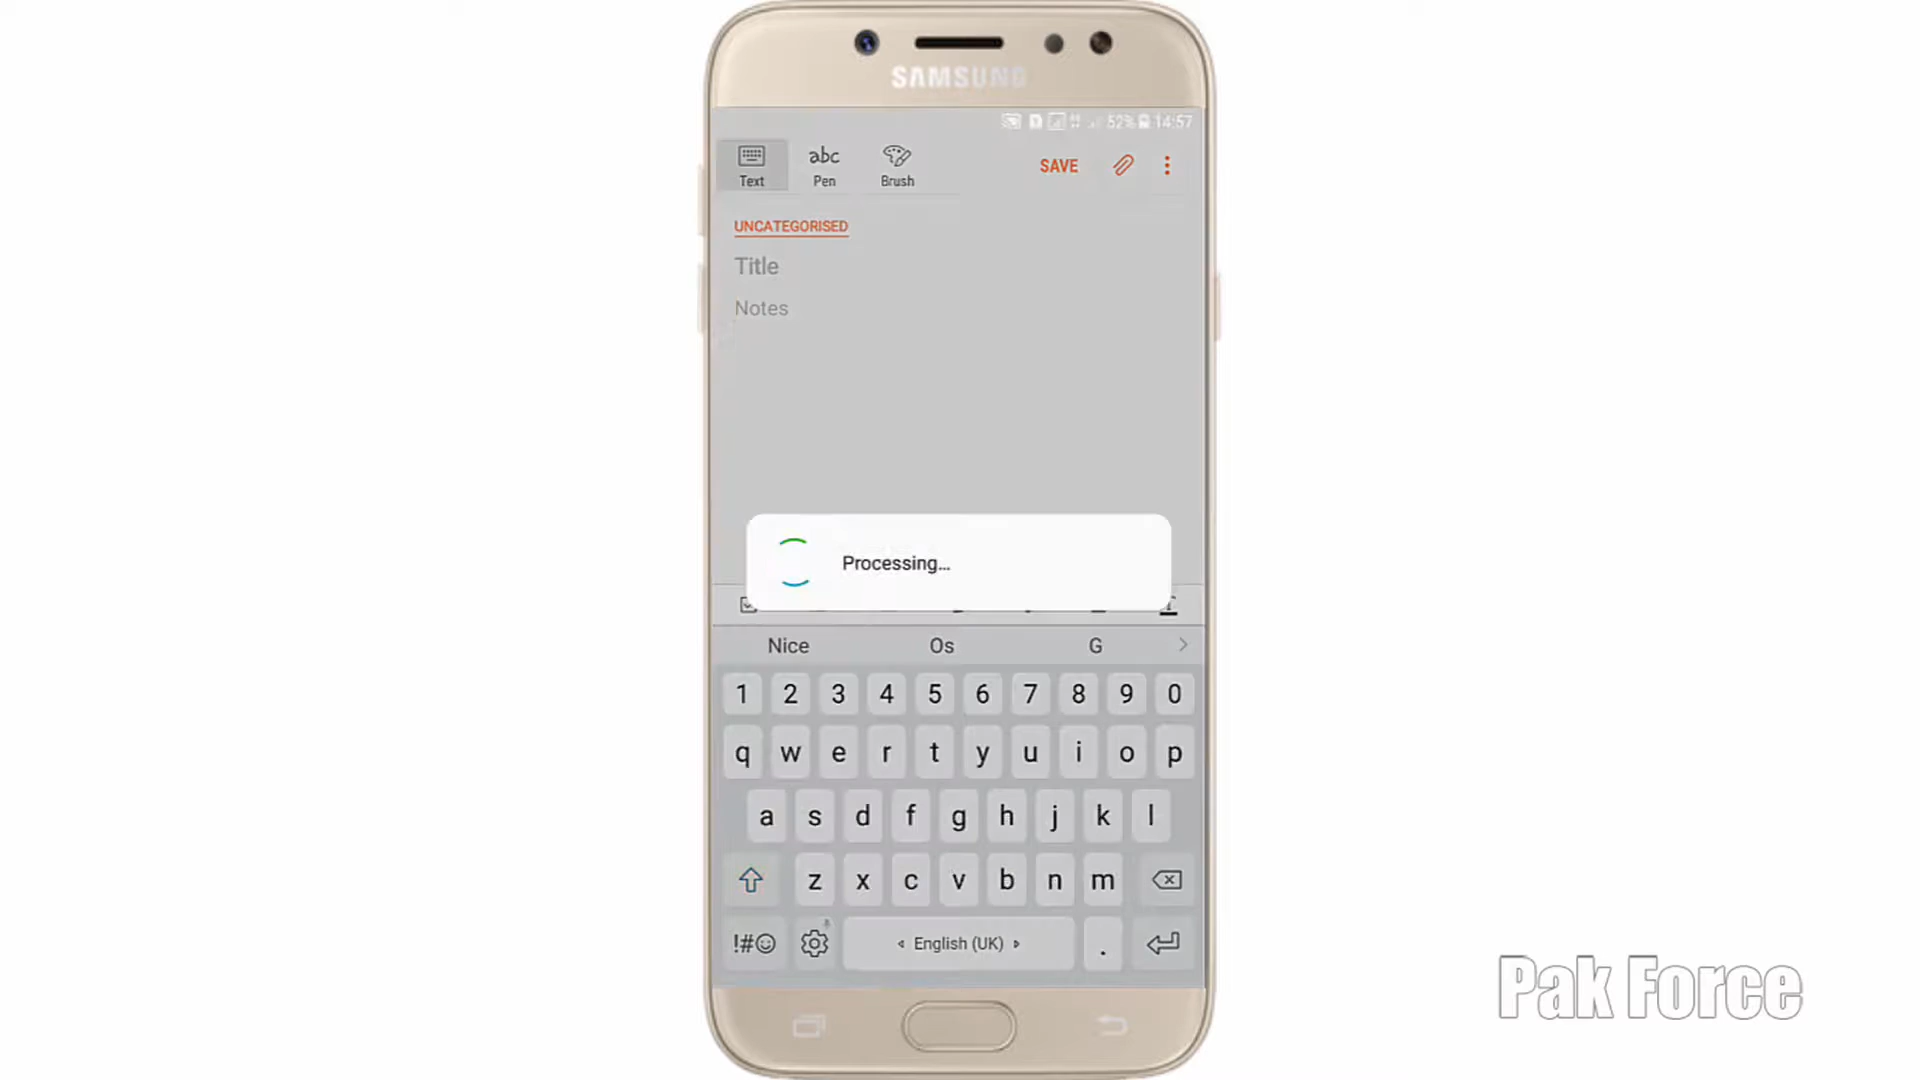 SAMSUNG
52% 14:57
Text
abc
Pen
Brush
SAVE
UNCATEGORISED
Title
Notes
Processing...
Nice Os G
1 2 3 4 5 6 7 8 9 0
q w e r t y u i o p
a s d f g h j k l
z x c v b n m
!#☺ English (UK) .
Pak Force